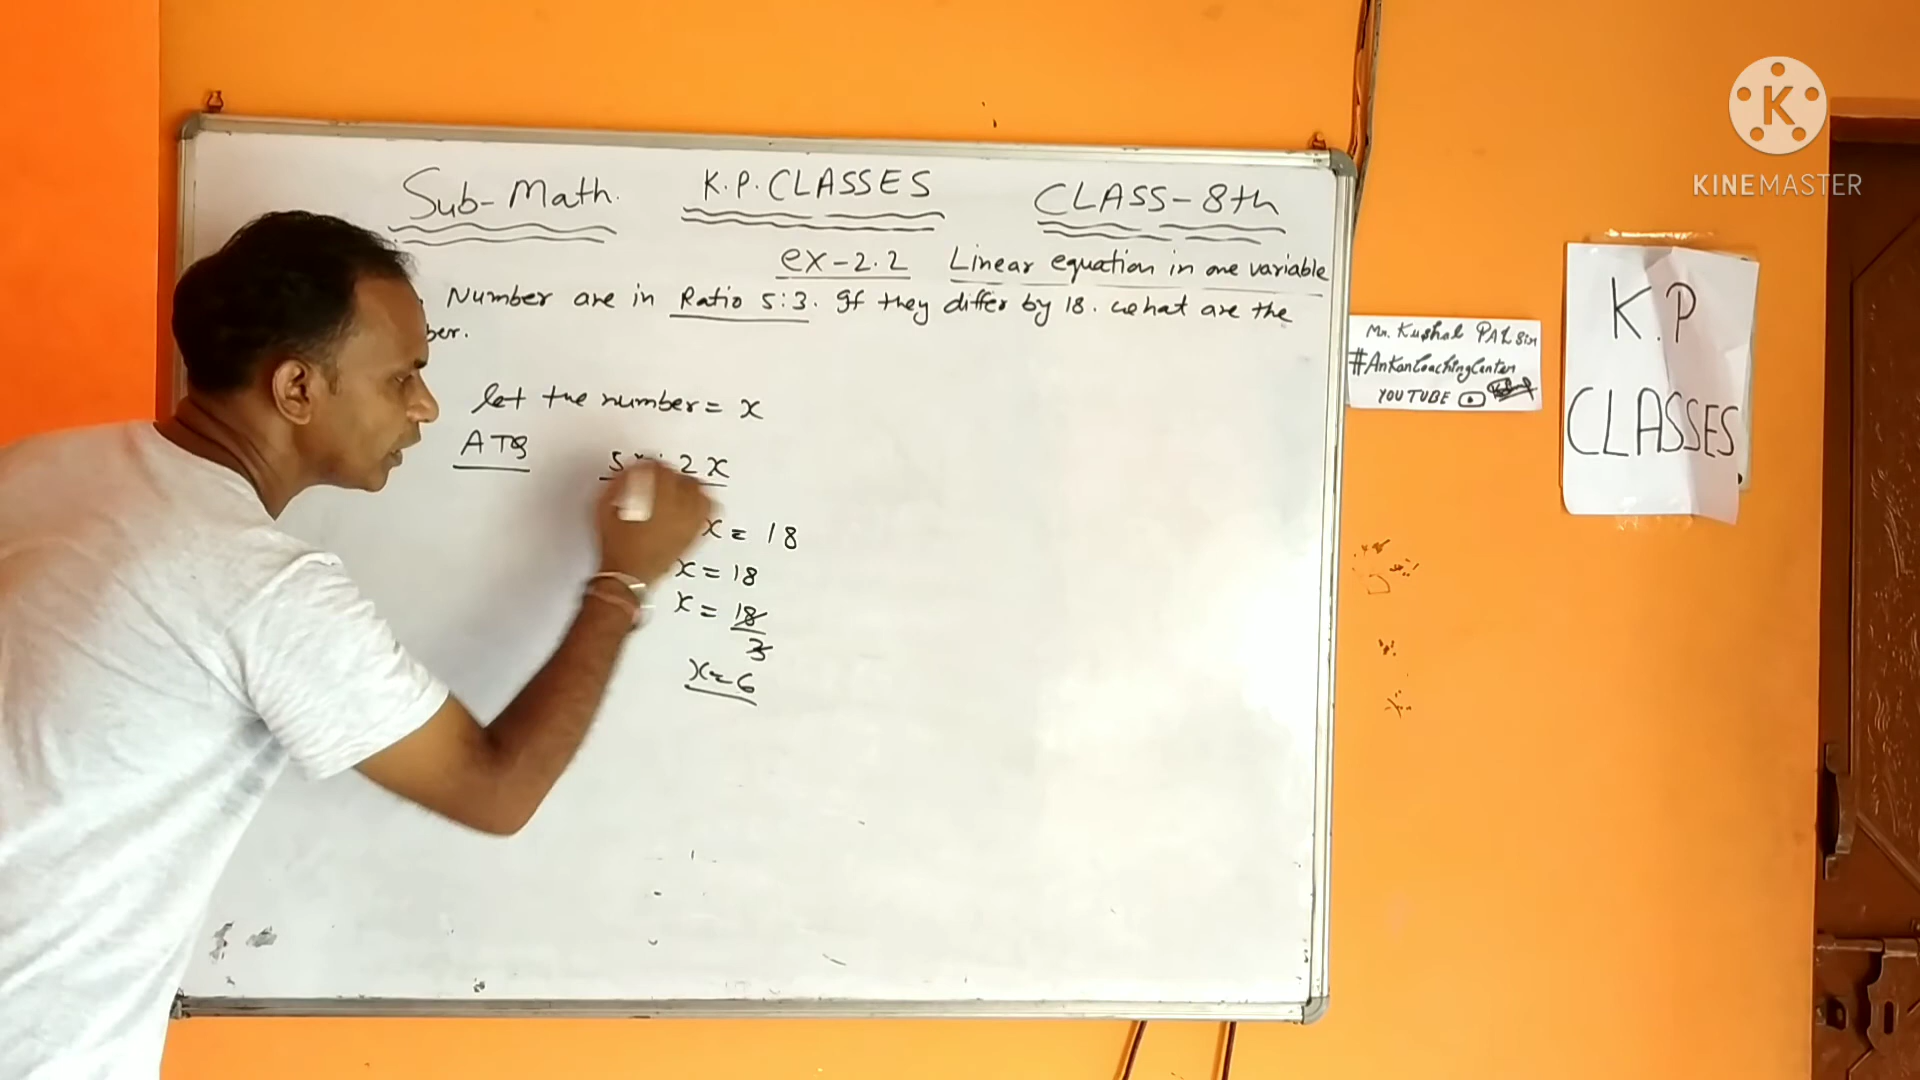 Sub-Math. K.P.CLASSES CLASS-8th
ex-2.2 Linear equation in one variable
Number are in Ratio 5:3. If they differ by 18. what are the
ber.
let the number = x
ATQ
2x
x = 18
x = 18
x = 18/3
x=6
KINEMASTER
K.P
CLASSES
Mr. Kushal PAL Sin
#AnkanCoachingCenter
YOUTUBE